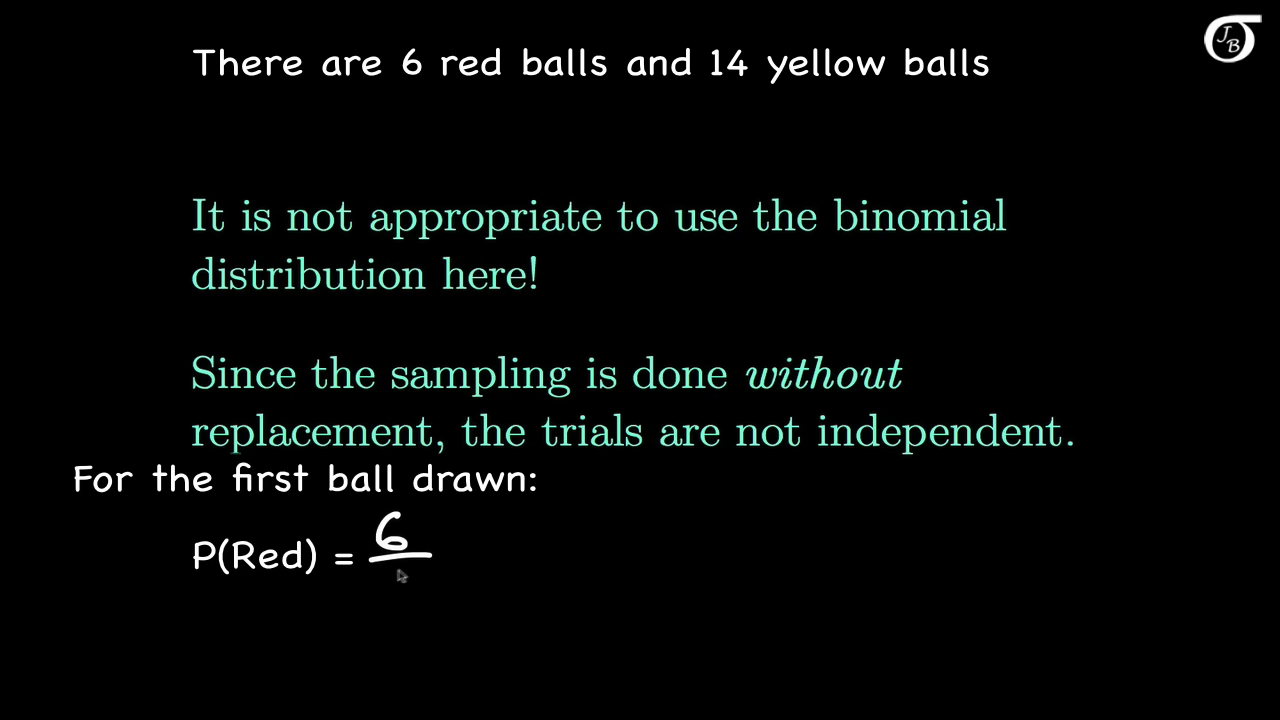 JB
There are 6 red balls and 14 yellow balls
It is not appropriate to use the binomial
distribution here!
Since the sampling is done without
replacement, the trials are not independent.
For the first ball drawn:
P(Red) = 6/